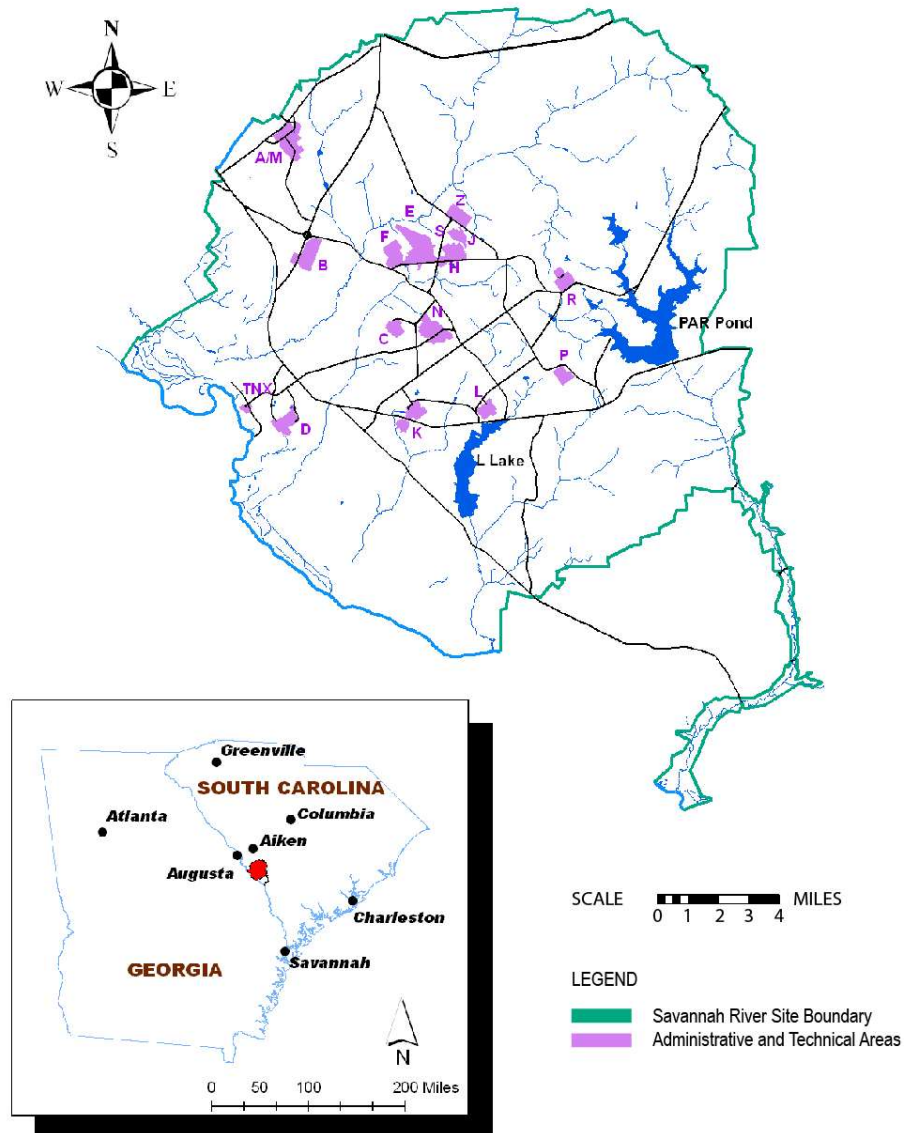 N
W E
S
A/M
Z
E
S
F
J
H
B
R
PAR Pond
N
C
P
TNX
L
D
K
L Lake
Greenville
SOUTH CAROLINA
Columbia
Atlanta
Aiken
Augusta
Charleston
Savannah
GEORGIA
N
0 50 100 200 Miles
SCALE 0 1 2 3 4 MILES
LEGEND
Savannah River Site Boundary
Administrative and Technical Areas